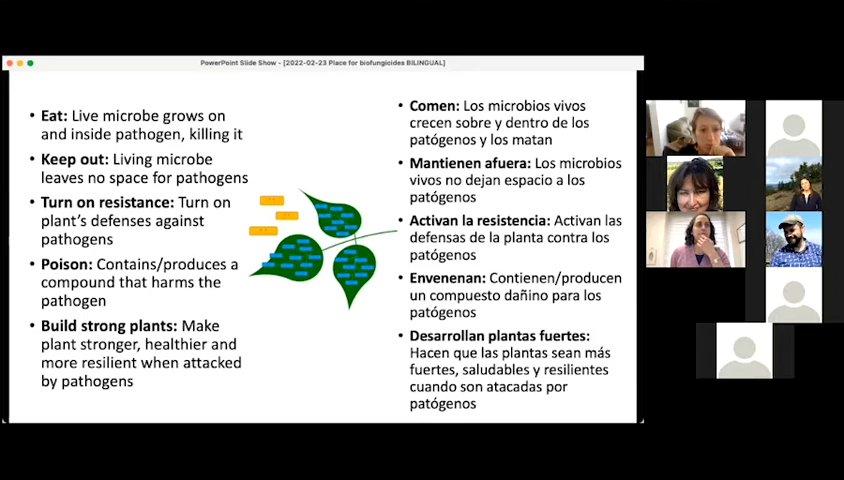 PowerPoint Slide Show - [2022-02-23 Place for biofungicides BILINGUAL]
• Eat: Live microbe grows on
and inside pathogen, killing it
• Keep out: Living microbe
leaves no space for pathogens
• Turn on resistance: Turn on
plant's defenses against
pathogens
• Poison: Contains/produces a
compound that harms the
pathogen
• Build strong plants: Make
plant stronger, healthier and
more resilient when attacked
by pathogens
• Comen: Los microbios vivos
crecen sobre y dentro de los
patógenos y los matan
• Mantienen afuera: Los microbios
vivos no dejan espacio a los
patógenos
• Activan la resistencia: Activan las
defensas de la planta contra los
patógenos
• Envenenan: Contienen/producen
un compuesto dañino para los
patógenos
• Desarrollan plantas fuertes:
Hacen que las plantas sean más
fuertes, saludables y resilientes
cuando son atacadas por
patógenos